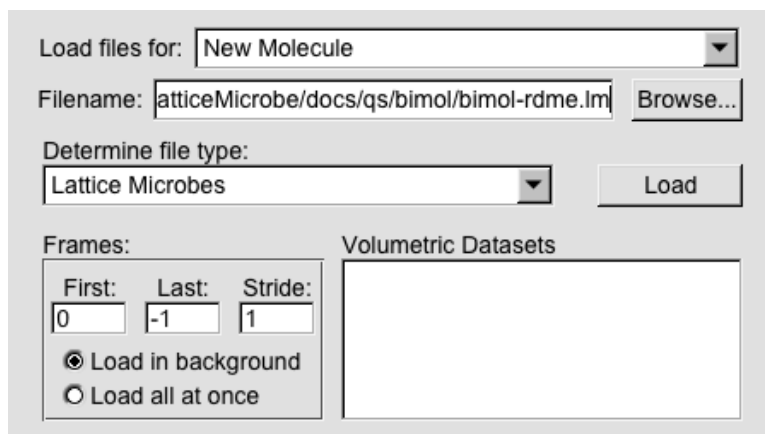 Load files for: New Molecule
Filename: atticeMicrobe/docs/qs/bimol/bimol-rdme.lm Browse...
Determine file type:
Lattice Microbes Load
Frames: Volumetric Datasets
First: Last: Stride:
0 -1 1
Load in background
Load all at once